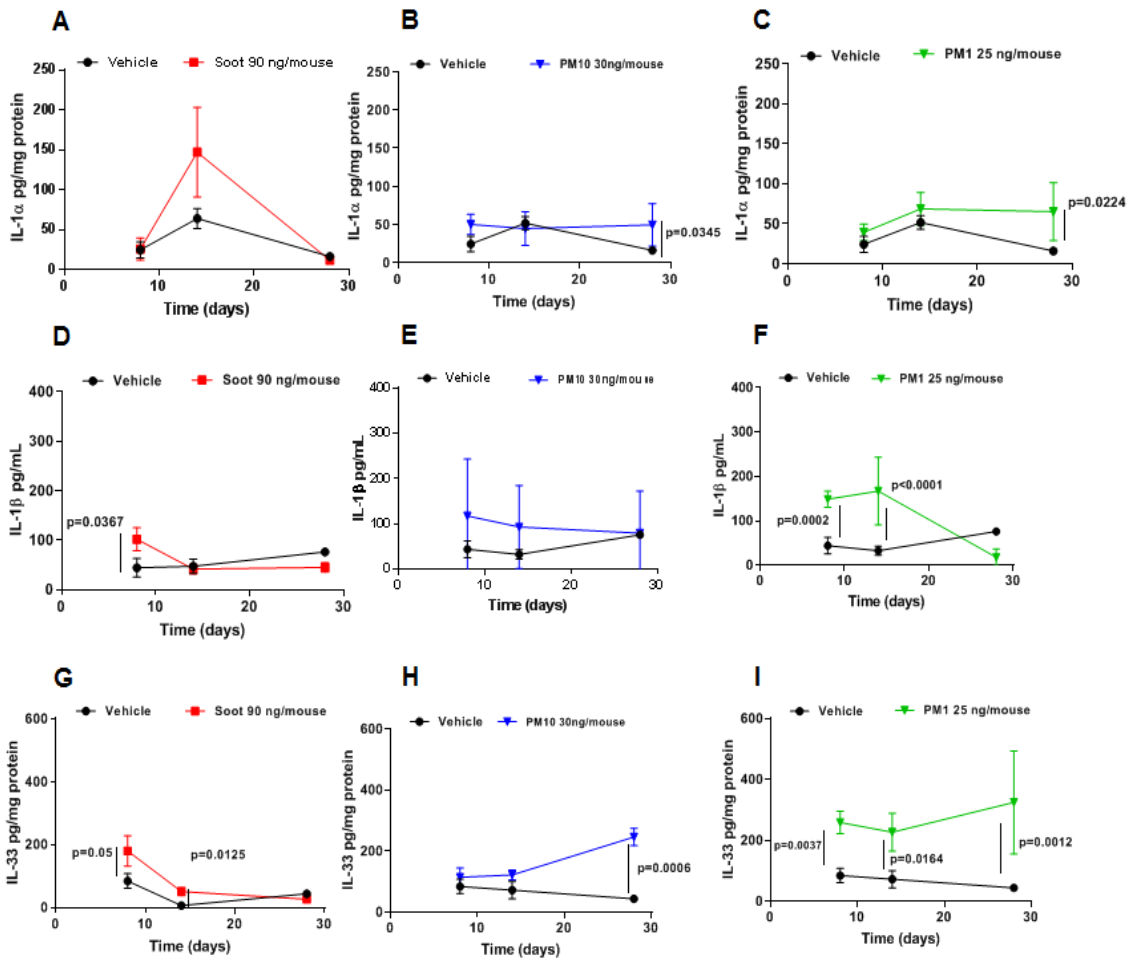 A
Vehicle Soot 90 ng/mouse
IL-1α pg/mg protein
250
200
150
100
50
0
0 10 20 30
Time (days)
B
Vehicle PM10 30ng/mouse
IL-1α pg/mg protein
250
200
150
100
50
0
p=0.0345
0 10 20 30
Time (days)
C
Vehicle PM1 25 ng/mouse
IL-1α pg/mg protein
250
200
150
100
50
0
p=0.0224
0 10 20 30
Time (days)
D
Vehicle Soot 90 ng/mouse
IL-1β pg/mL
400
300
200
100
0
p=0.0367
0 10 20 30
Time (days)
E
Vehicle PM10 30ng/mouse
IL-1β pg/mL
400
300
200
100
0
0 10 20 30
Time (days)
F
Vehicle PM1 25 ng/mouse
IL-1β pg/mL
400
300
200
100
0
p<0.0001
p=0.0002
0 10 20 30
Time (days)
G
Vehicle Soot 90 ng/mouse
IL-33 pg/mg protein
600
400
200
0
p=0.05
p=0.0125
0 10 20 30
Time (days)
H
Vehicle PM10 30ng/mouse
IL-33 pg/mg protein
600
400
200
0
p=0.0006
0 10 20 30
Time (days)
I
Vehicle PM1 25 ng/mouse
IL-33 pg/mg protein
600
400
200
0
p=0.0037
p=0.0164
p=0.0012
0 10 20 30
Time (days)